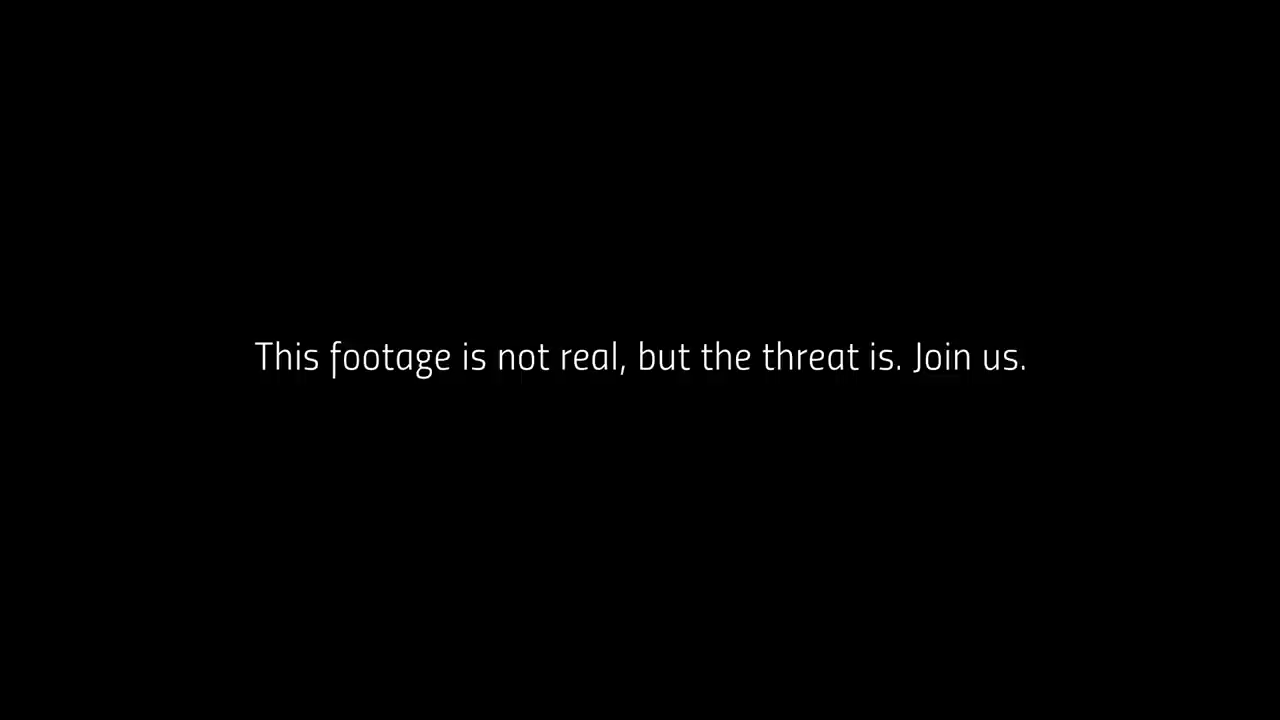 This footage is not real, but the threat is. Join us.